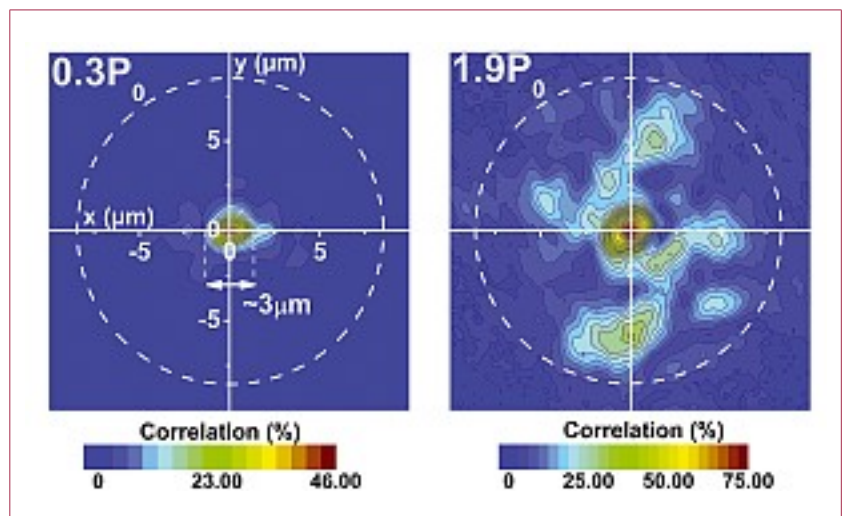 0.3P0
y (µm)
5
x (µm)
0
-5
0
5
~3µm
-5
Correlation (%)
0
23.00
46.00
1.9P0
Correlation (%)
0
25.00
50.00
75.00